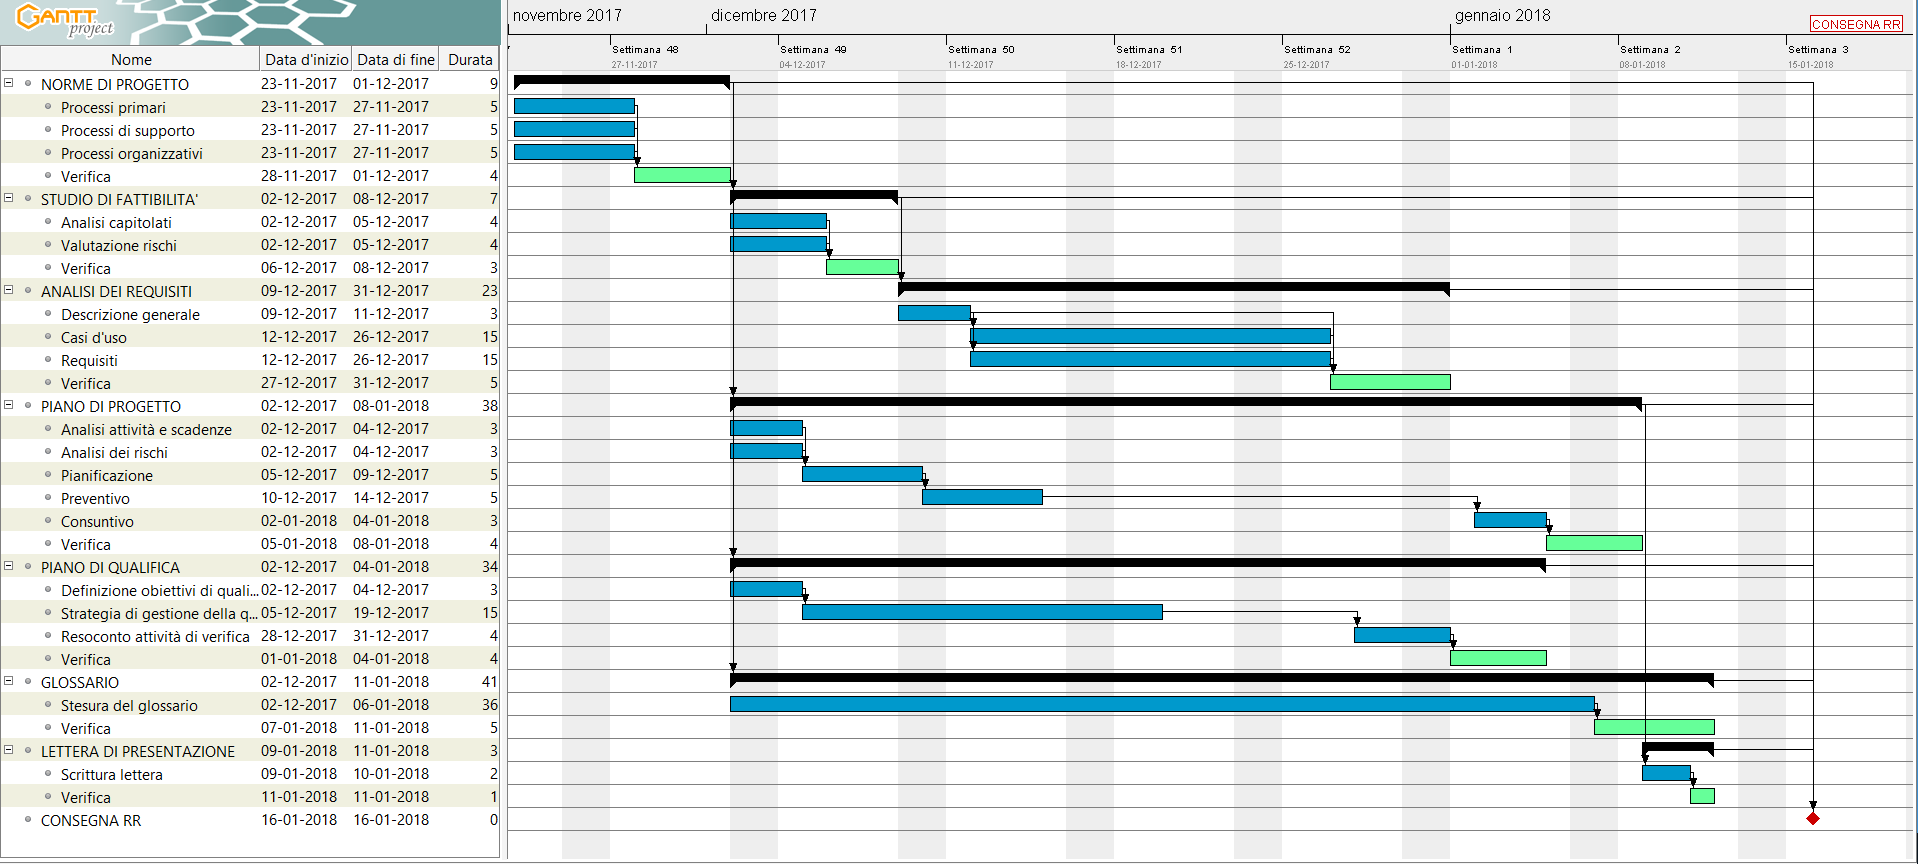 GANTT
project
novembre 2017 dicembre 2017 gennaio 2018
CONSEGNA RR
Settimana 48 Settimana 49 Settimana 50 Settimana 51 Settimana 52 Settimana 1 Settimana 2 Settimana 3
27-11-2017 04-12-2017 11-12-2017 18-12-2017 25-12-2017 01-01-2018 08-01-2018 15-01-2018
Nome Data d'inizio Data di fine Durata
NORME DI PROGETTO 23-11-2017 01-12-2017 9
Processi primari 23-11-2017 27-11-2017 5
Processi di supporto 23-11-2017 27-11-2017 5
Processi organizzativi 23-11-2017 27-11-2017 5
Verifica 28-11-2017 01-12-2017 4
STUDIO DI FATTIBILITA' 02-12-2017 08-12-2017 7
Analisi capitolati 02-12-2017 05-12-2017 4
Valutazione rischi 02-12-2017 05-12-2017 4
Verifica 06-12-2017 08-12-2017 3
ANALISI DEI REQUISITI 09-12-2017 31-12-2017 23
Descrizione generale 09-12-2017 11-12-2017 3
Casi d'uso 12-12-2017 26-12-2017 15
Requisiti 12-12-2017 26-12-2017 15
Verifica 27-12-2017 31-12-2017 5
PIANO DI PROGETTO 02-12-2017 08-01-2018 38
Analisi attività e scadenze 02-12-2017 04-12-2017 3
Analisi dei rischi 02-12-2017 04-12-2017 3
Pianificazione 05-12-2017 09-12-2017 5
Preventivo 10-12-2017 14-12-2017 5
Consuntivo 02-01-2018 04-01-2018 3
Verifica 05-01-2018 08-01-2018 4
PIANO DI QUALIFICA 02-12-2017 04-01-2018 34
Definizione obiettivi di quali... 02-12-2017 04-12-2017 3
Strategia di gestione della q... 05-12-2017 19-12-2017 15
Resoconto attività di verifica 28-12-2017 31-12-2017 4
Verifica 01-01-2018 04-01-2018 4
GLOSSARIO 02-12-2017 11-01-2018 41
Stesura del glossario 02-12-2017 06-01-2018 36
Verifica 07-01-2018 11-01-2018 5
LETTERA DI PRESENTAZIONE 09-01-2018 11-01-2018 3
Scrittura lettera 09-01-2018 10-01-2018 2
Verifica 11-01-2018 11-01-2018 1
CONSEGNA RR 16-01-2018 16-01-2018 0